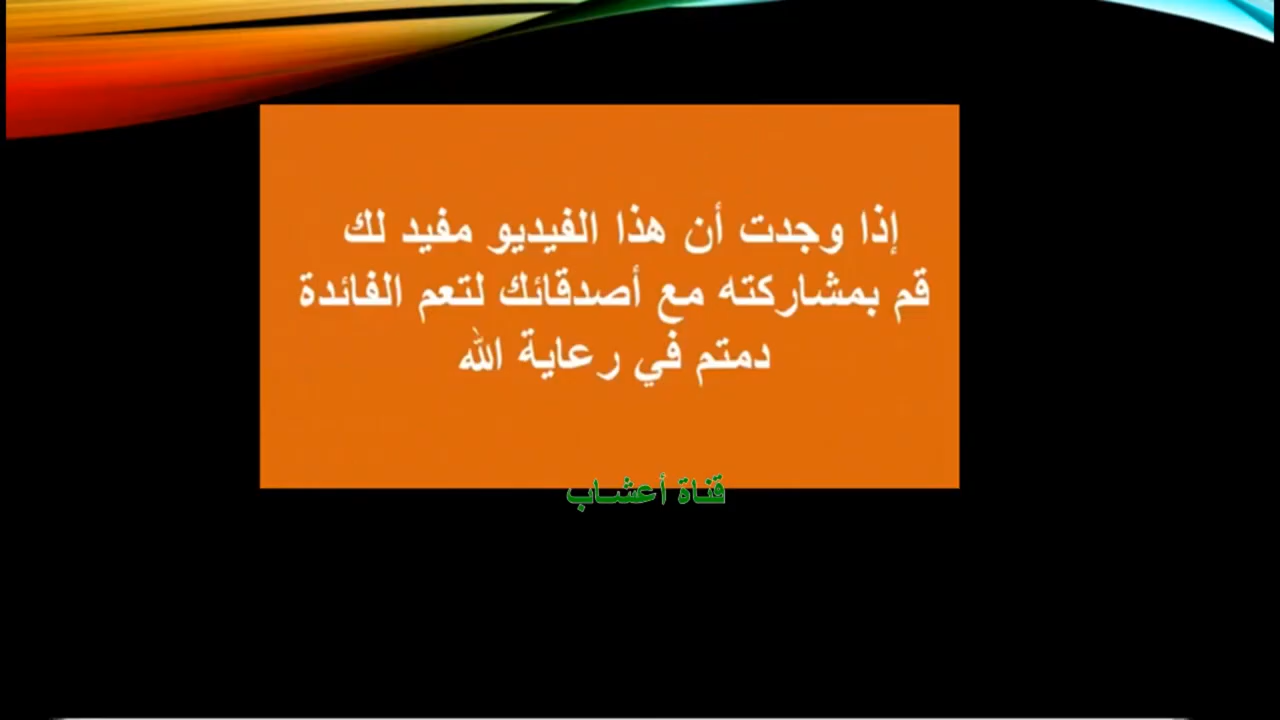 إذا وجدت أن هذا الفيديو مفيد لك
قم بمشاركته مع أصدقائك لتعم الفائدة
دمتم في رعاية الله
قناة أعشاب